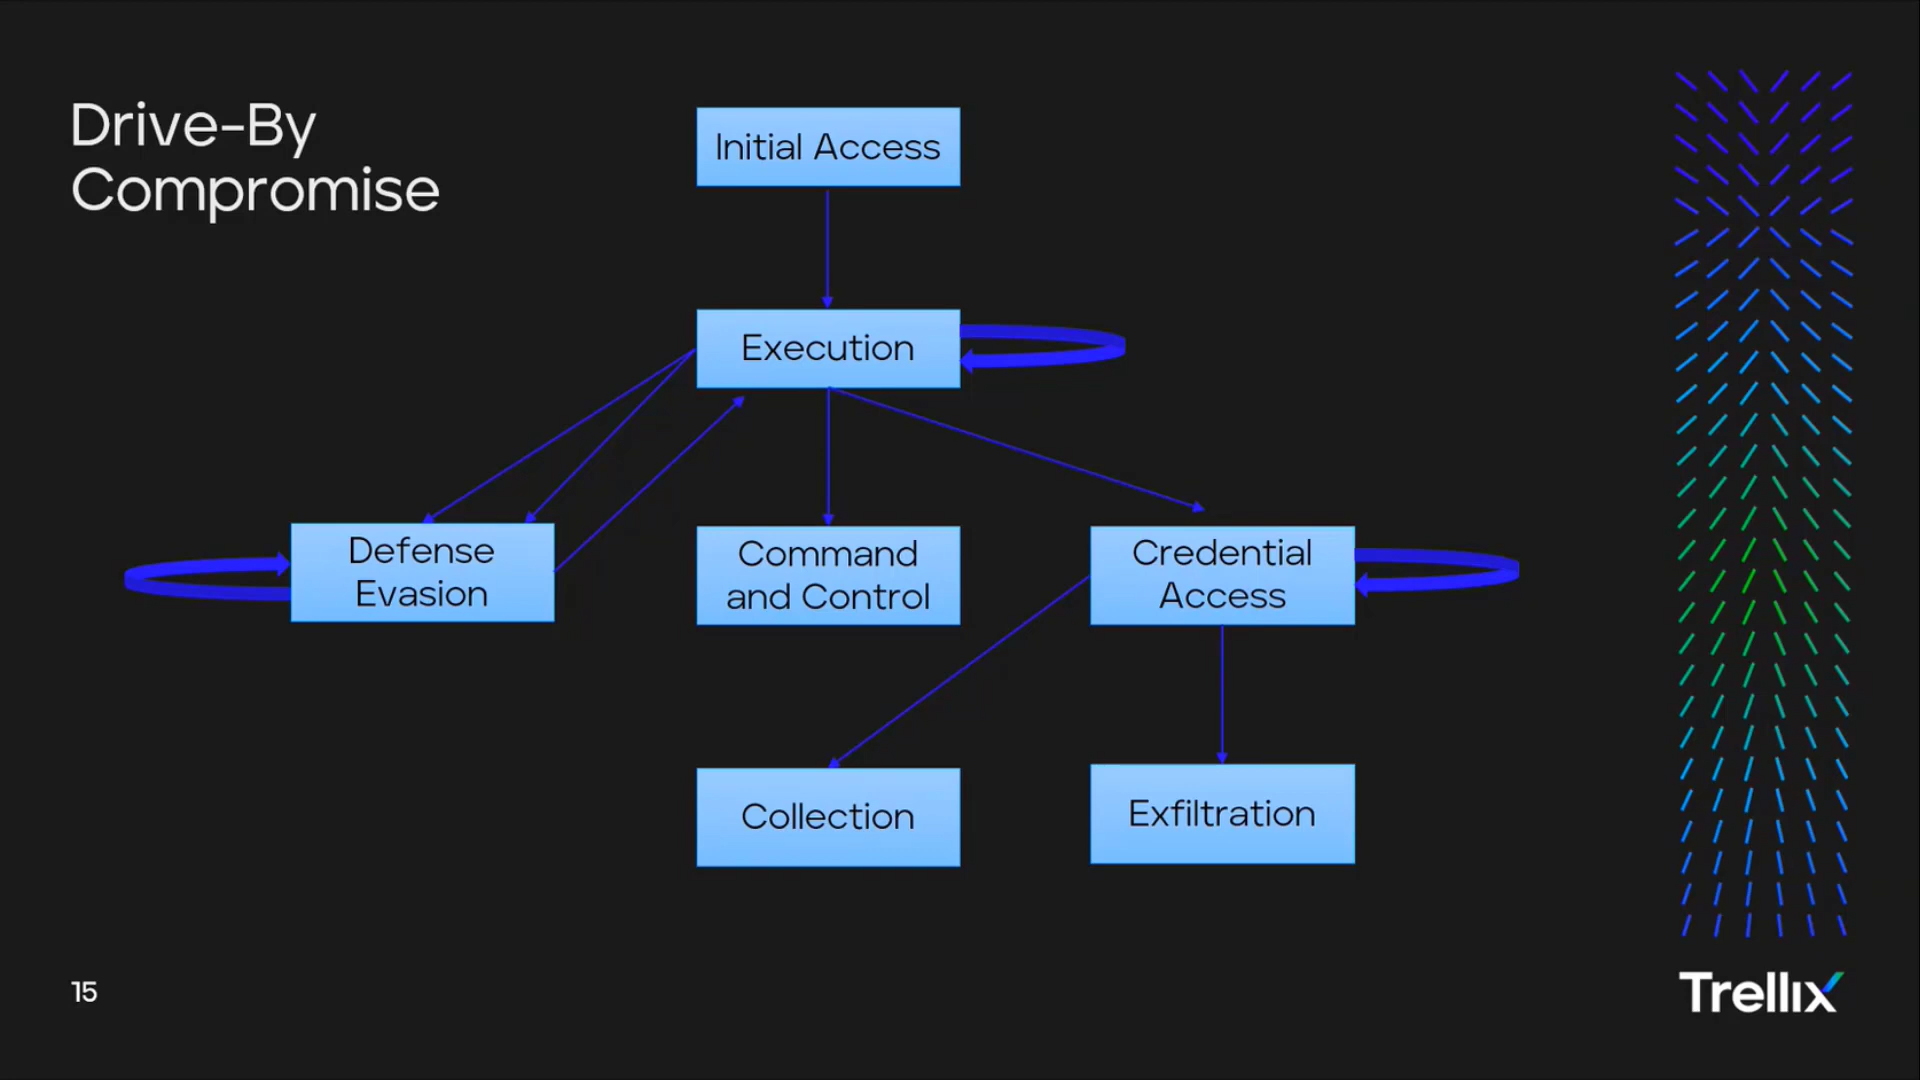 Drive-By
Compromise
Initial Access
Execution
Defense
Evasion
Command
and Control
Credential
Access
Collection
Exfiltration
15
Trellix